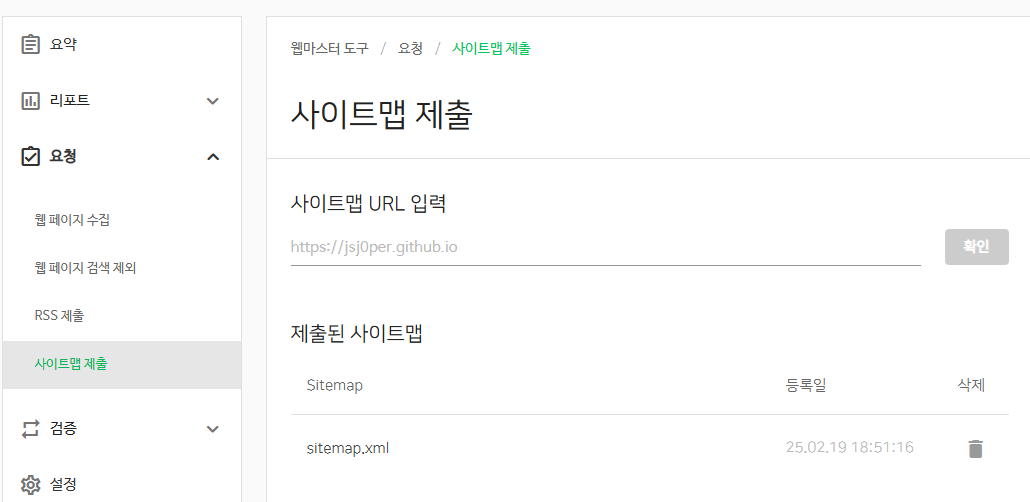 요약
리포트
요청
웹 페이지 수집
웹 페이지 검색 제외
RSS 제출
사이트맵 제출
검증
설정
웹마스터 도구 / 요청 / 사이트맵 제출
사이트맵 제출
사이트맵 URL 입력
https://jsj0per.github.io 확인
제출된 사이트맵
Sitemap 등록일 삭제
sitemap.xml 25.02.19 18:51:16